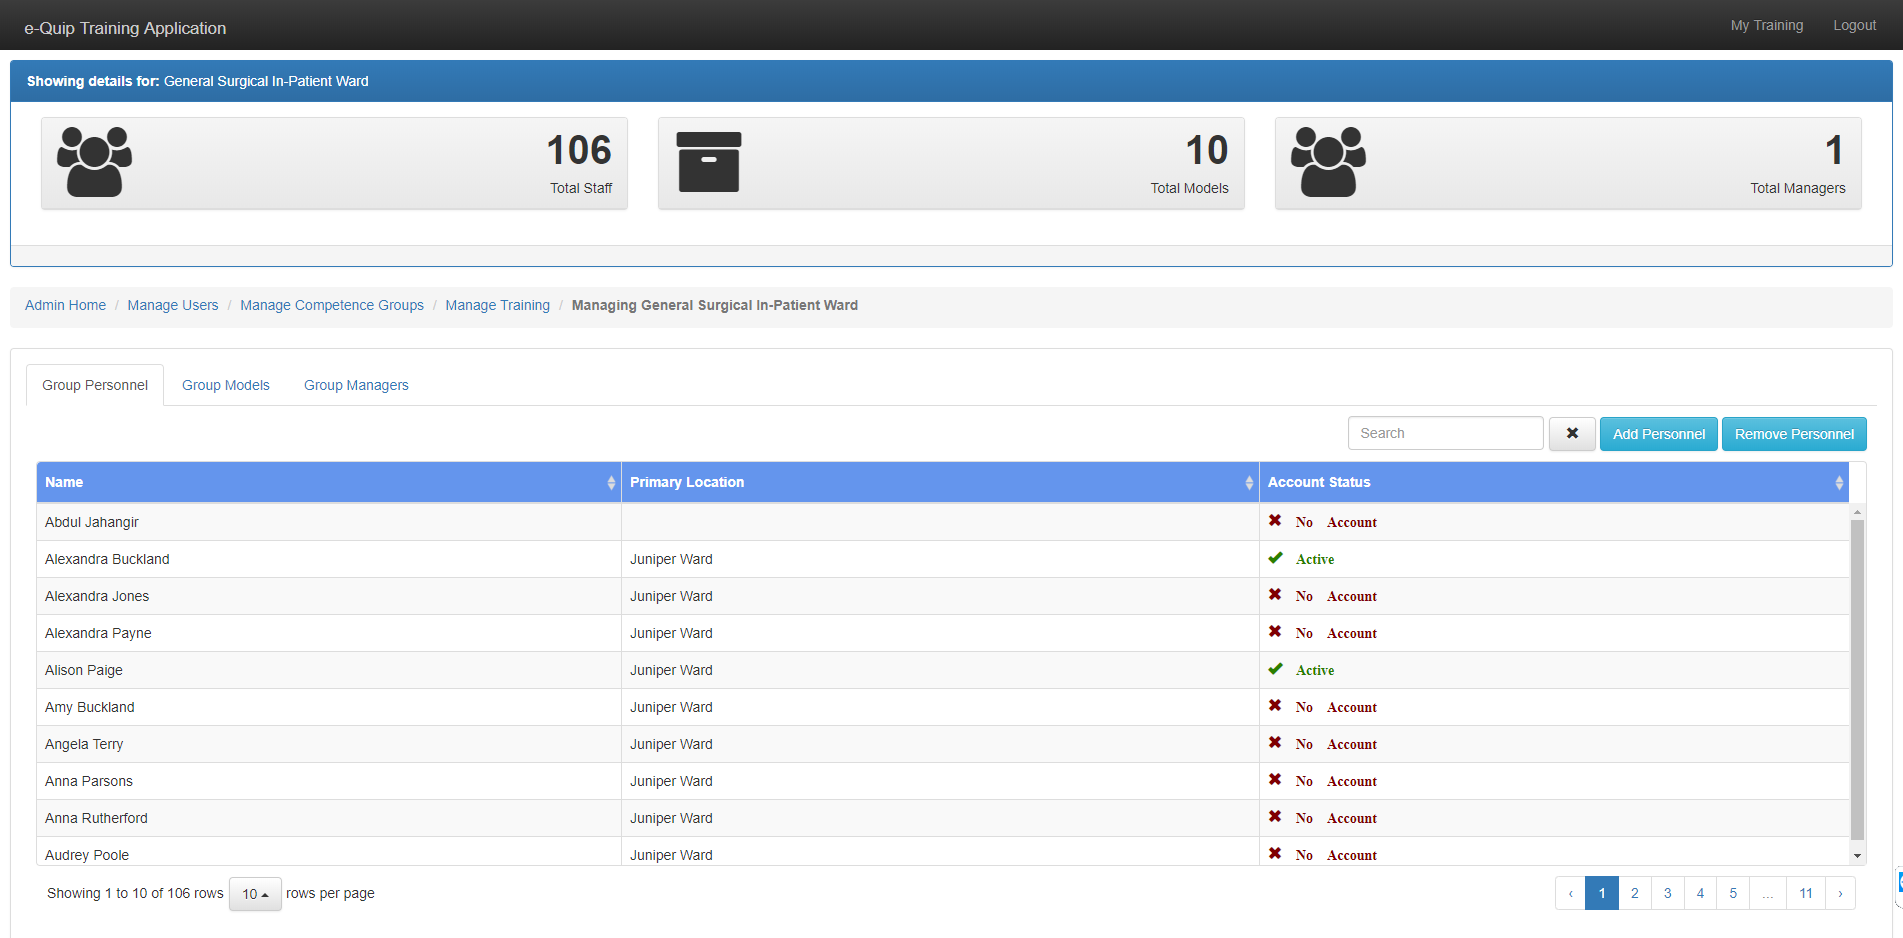 e-Quip Training Application
My Training Logout
Showing details for: General Surgical In-Patient Ward
106
Total Staff
10
Total Models
1
Total Managers
Admin Home / Manage Users / Manage Competence Groups / Manage Training / Managing General Surgical In-Patient Ward
Group Personnel Group Models Group Managers
Search Add Personnel Remove Personnel
Name Primary Location Account Status
Abdul Jahangir No Account
Alexandra Buckland Juniper Ward Active
Alexandra Jones Juniper Ward No Account
Alexandra Payne Juniper Ward No Account
Alison Paige Juniper Ward Active
Amy Buckland Juniper Ward No Account
Angela Terry Juniper Ward No Account
Anna Parsons Juniper Ward No Account
Anna Rutherford Juniper Ward No Account
Audrey Poole Juniper Ward No Account
Showing 1 to 10 of 106 rows 10 rows per page
‹ 1 2 3 4 5 ... 11 ›